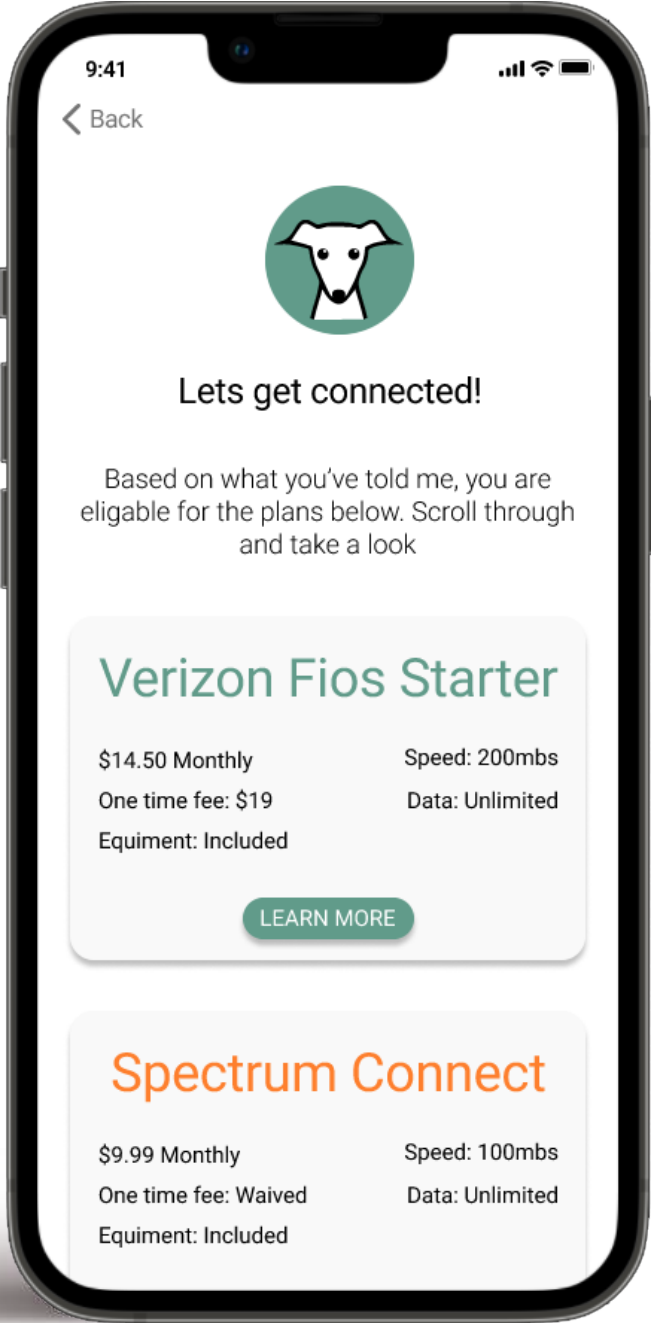 9:41
Back
Lets get connected!
Based on what you’ve told me, you are
eligable for the plans below. Scroll through
and take a look
Verizon Fios Starter
$14.50 Monthly
Speed: 200mbs
One time fee: $19
Data: Unlimited
Equiment: Included
LEARN MORE
Spectrum Connect
$9.99 Monthly
Speed: 100mbs
One time fee: Waived
Data: Unlimited
Equiment: Included